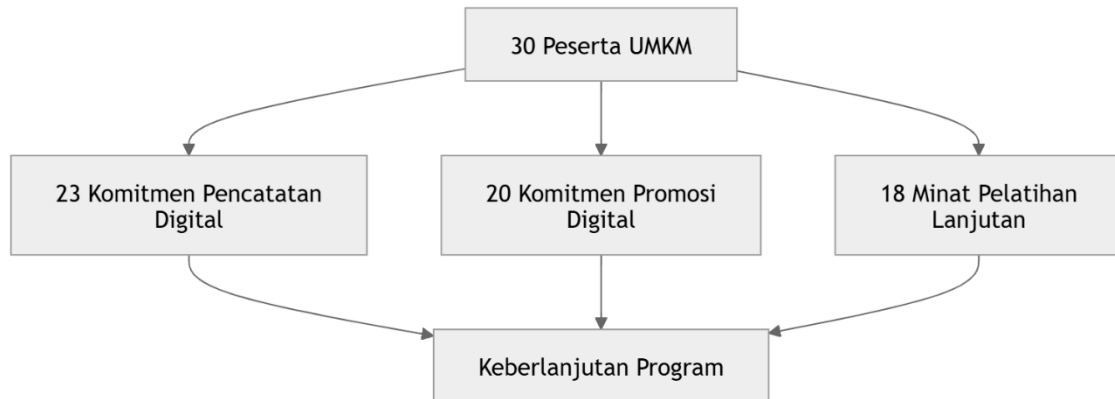 30 Peserta UMKM
23 Komitmen Pencatatan
Digital
20 Komitmen Promosi
Digital
18 Minat Pelatihan
Lanjutan
Keberlanjutan Program